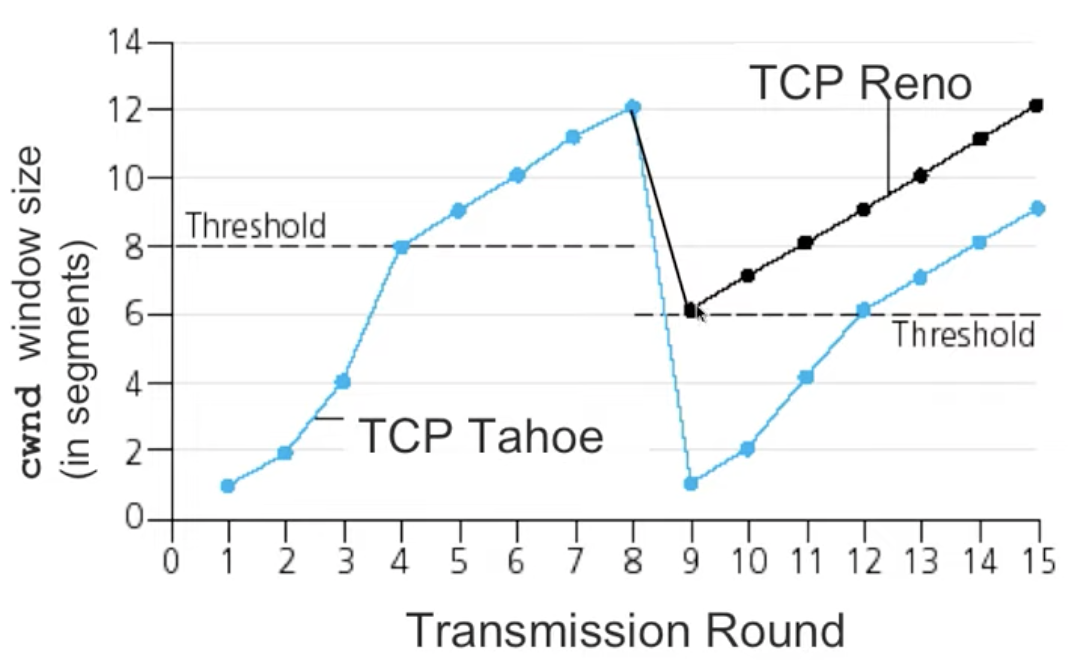 14
12
10
8
6
4
2
0
cwnd window size
(in segments)
TCP Reno
Threshold
Threshold
TCP Tahoe
0 1 2 3 4 5 6 7 8 9 10 11 12 13 14 15
Transmission Round